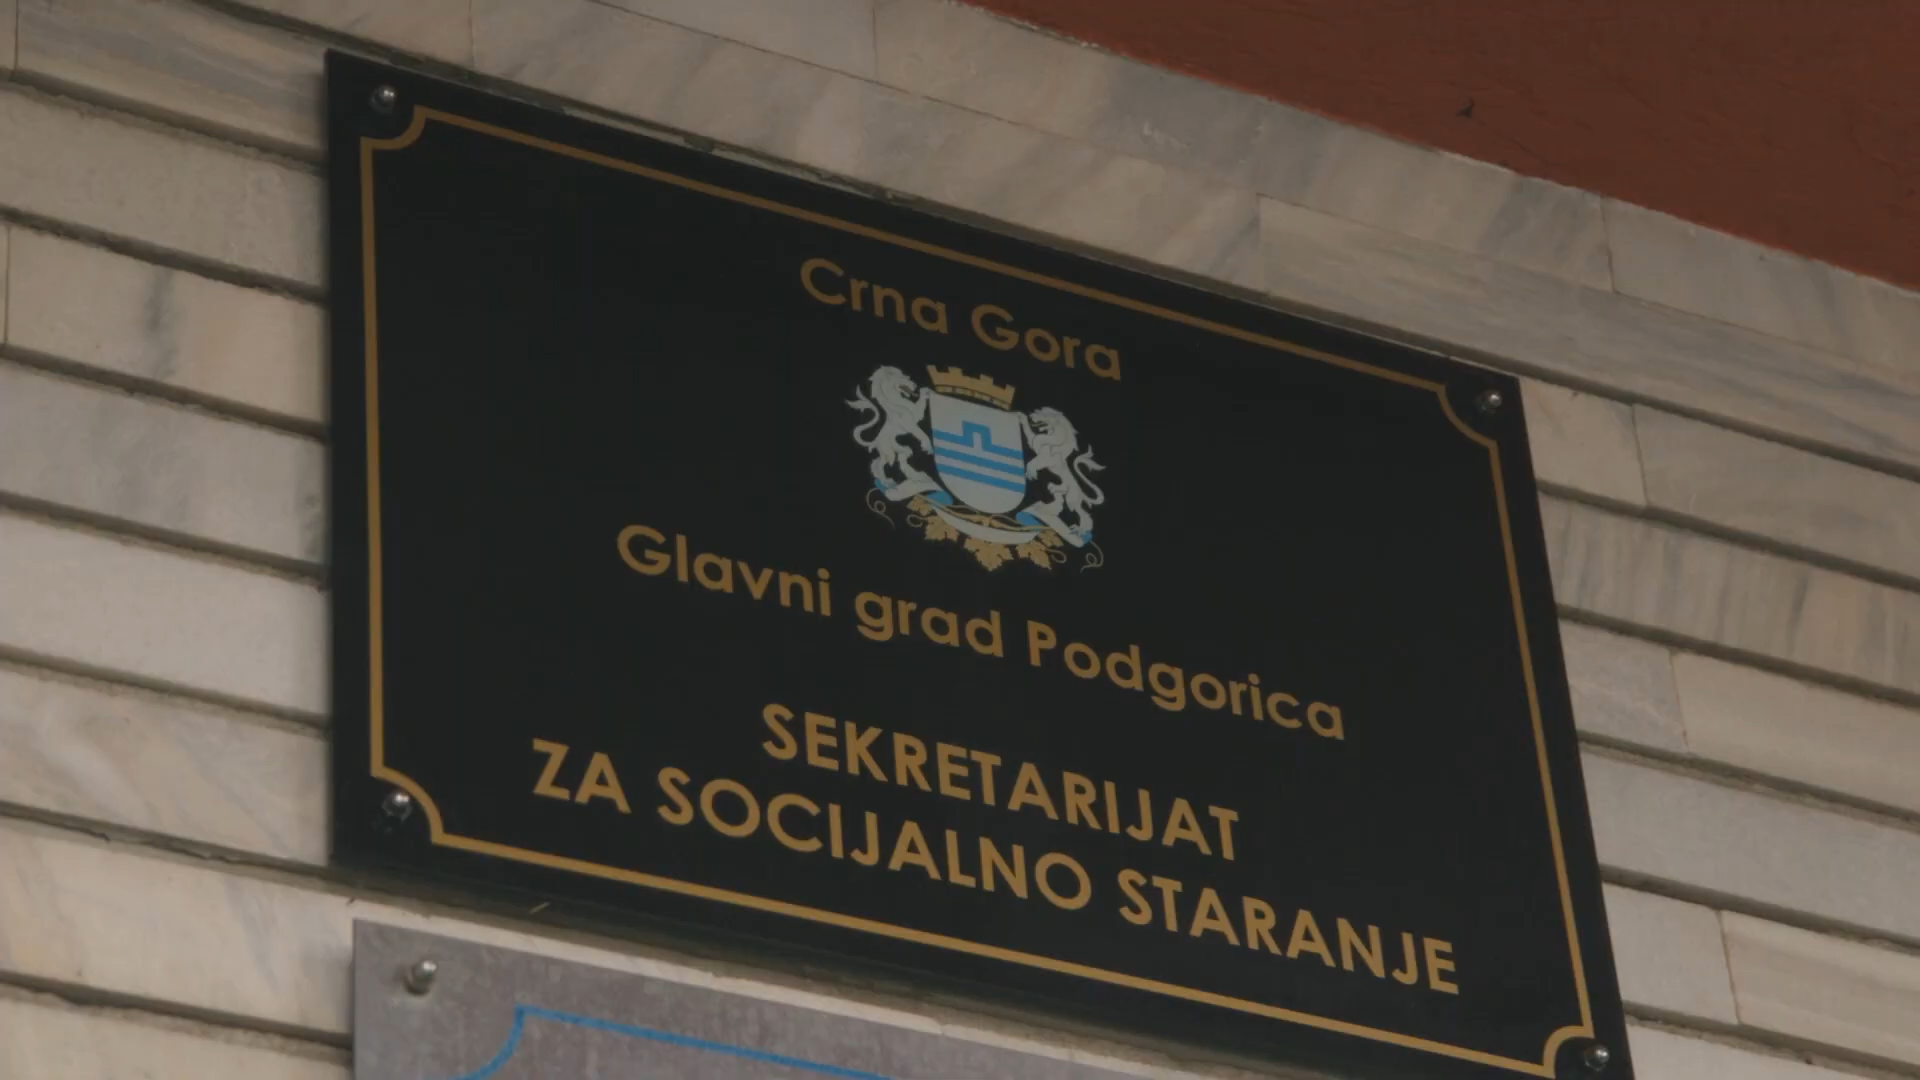 Crna Gora
Glavni grad Podgorica
SEKRETARIJAT
ZA SOCIJALNO STARANJE